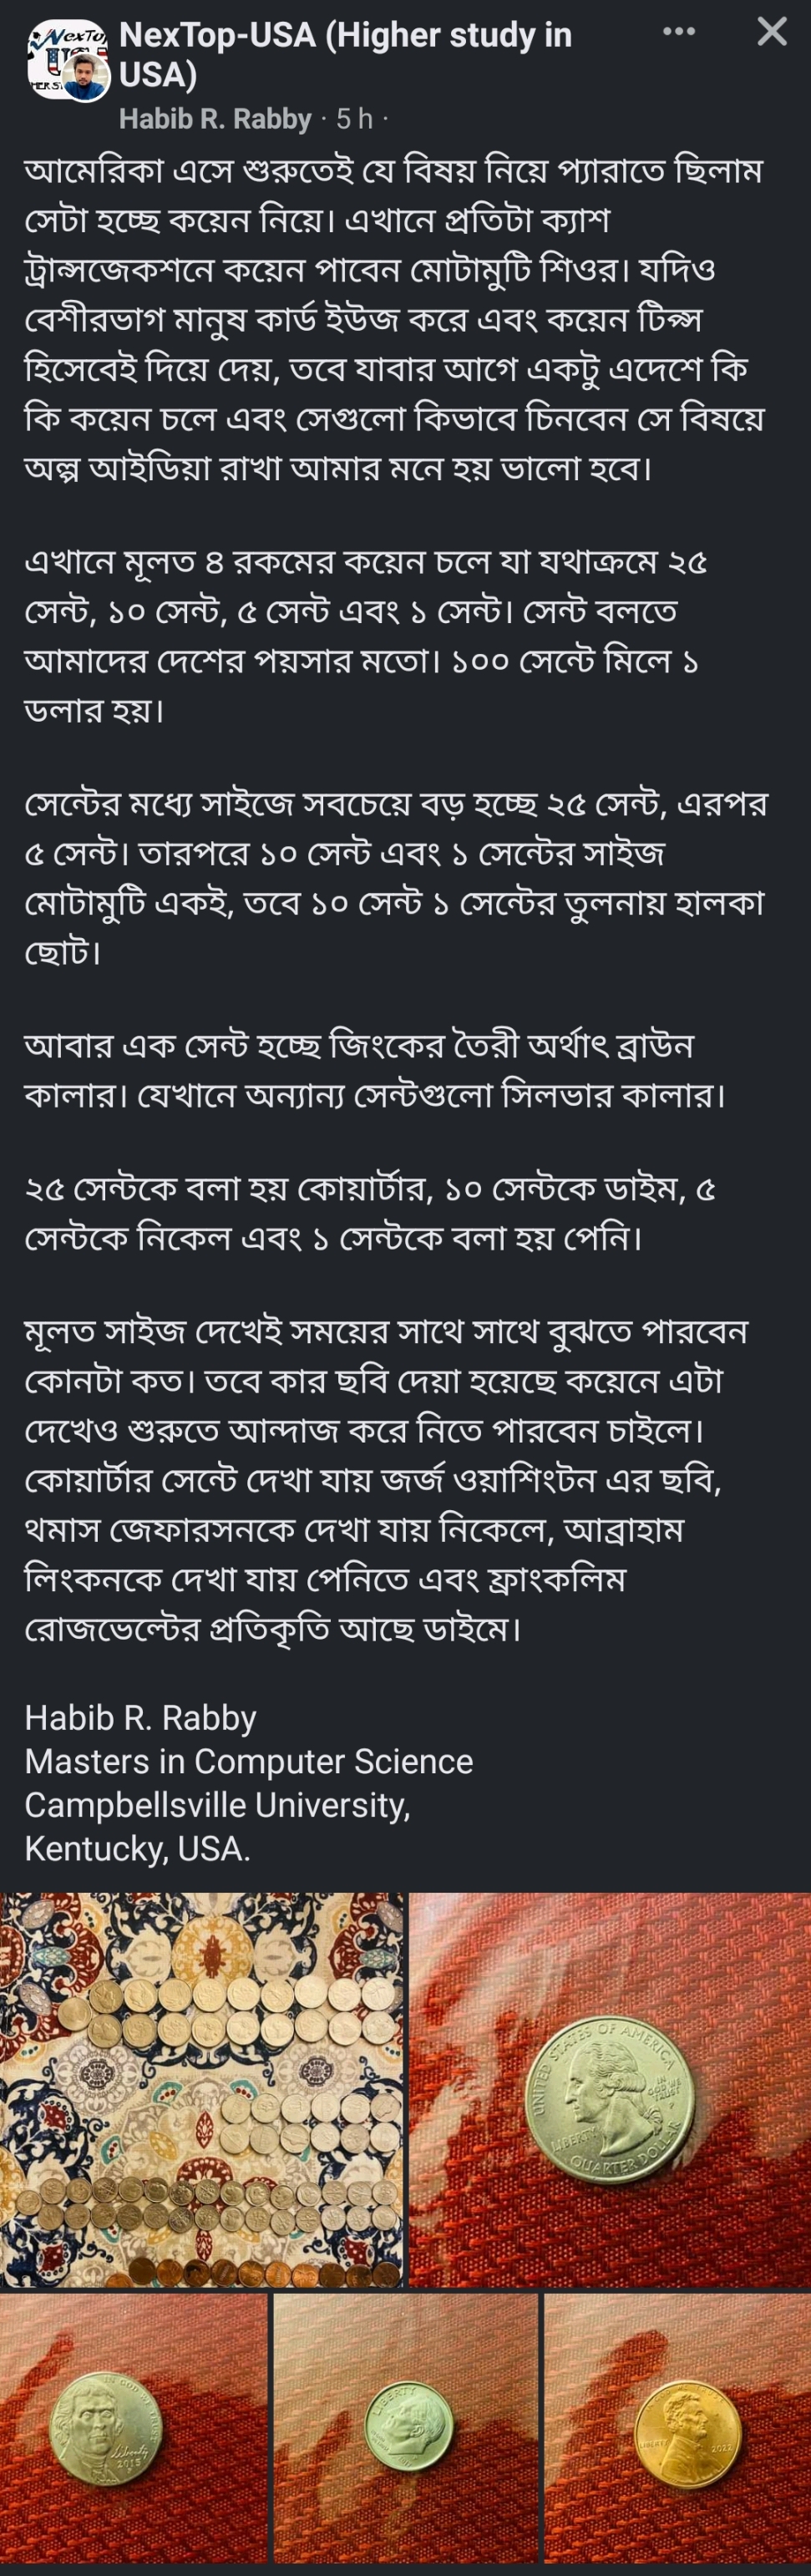 NexTop-USA (Higher study in
USA)
Habib R. Rabby · 5 h ·
আমেরিকা এসে শুরুতেই যে বিষয় নিয়ে প্যারাতে ছিলাম
সেটা হচ্ছে কয়েন নিয়ে। এখানে প্রতিটা ক্যাশ
ট্রান্সজেকশনে কয়েন পাবেন মোটামুটি শিওর। যদিও
বেশীরভাগ মানুষ কার্ড ইউজ করে এবং কয়েন টিপ্স
হিসেবেই দিয়ে দেয়, তবে যাবার আগে একটু এদেশে কি
কি কয়েন চলে এবং সেগুলো কিভাবে চিনবেন সে বিষয়ে
অল্প আইডিয়া রাখা আমার মনে হয় ভালো হবে।
এখানে মূলত ৪ রকমের কয়েন চলে যা যথাক্রমে ২৫
সেন্ট, ১০ সেন্ট, ৫ সেন্ট এবং ১ সেন্ট। সেন্ট বলতে
আমাদের দেশের পয়সার মতো। ১০০ সেন্টে মিলে ১
ডলার হয়।
সেন্টের মধ্যে সাইজে সবচেয়ে বড় হচ্ছে ২৫ সেন্ট, এরপর
৫ সেন্ট। তারপরে ১০ সেন্ট এবং ১ সেন্টের সাইজ
মোটামুটি একই, তবে ১০ সেন্ট ১ সেন্টের তুলনায় হালকা
ছোট।
আবার এক সেন্ট হচ্ছে জিংকের তৈরী অর্থাৎ ব্রাউন
কালার। যেখানে অন্যান্য সেন্টগুলো সিলভার কালার।
২৫ সেন্টকে বলা হয় কোয়ার্টার, ১০ সেন্টকে ডাইম, ৫
সেন্টকে নিকেল এবং ১ সেন্টকে বলা হয় পেনি।
মূলত সাইজ দেখেই সময়ের সাথে সাথে বুঝতে পারবেন
কোনটা কত। তবে কার ছবি দেয়া হয়েছে কয়েনে এটা
দেখেও শুরুতে আন্দাজ করে নিতে পারবেন চাইলে।
কোয়ার্টার সেন্টে দেখা যায় জর্জ ওয়াশিংটন এর ছবি,
থমাস জেফারসনকে দেখা যায় নিকেলে, আব্রাহাম
লিংকনকে দেখা যায় পেনিতে এবং ফ্রাংকলিম
রোজভেল্টের প্রতিকৃতি আছে ডাইমে।
Habib R. Rabby
Masters in Computer Science
Campbellsville University,
Kentucky, USA.
UNITED STATES OF AMERICA
IN GOD WE TRUST
P
LIBERTY
QUARTER DOLLAR
IN GOD WE TRUST
Liberty
2015
LIBERTY
LIBERTY
2022